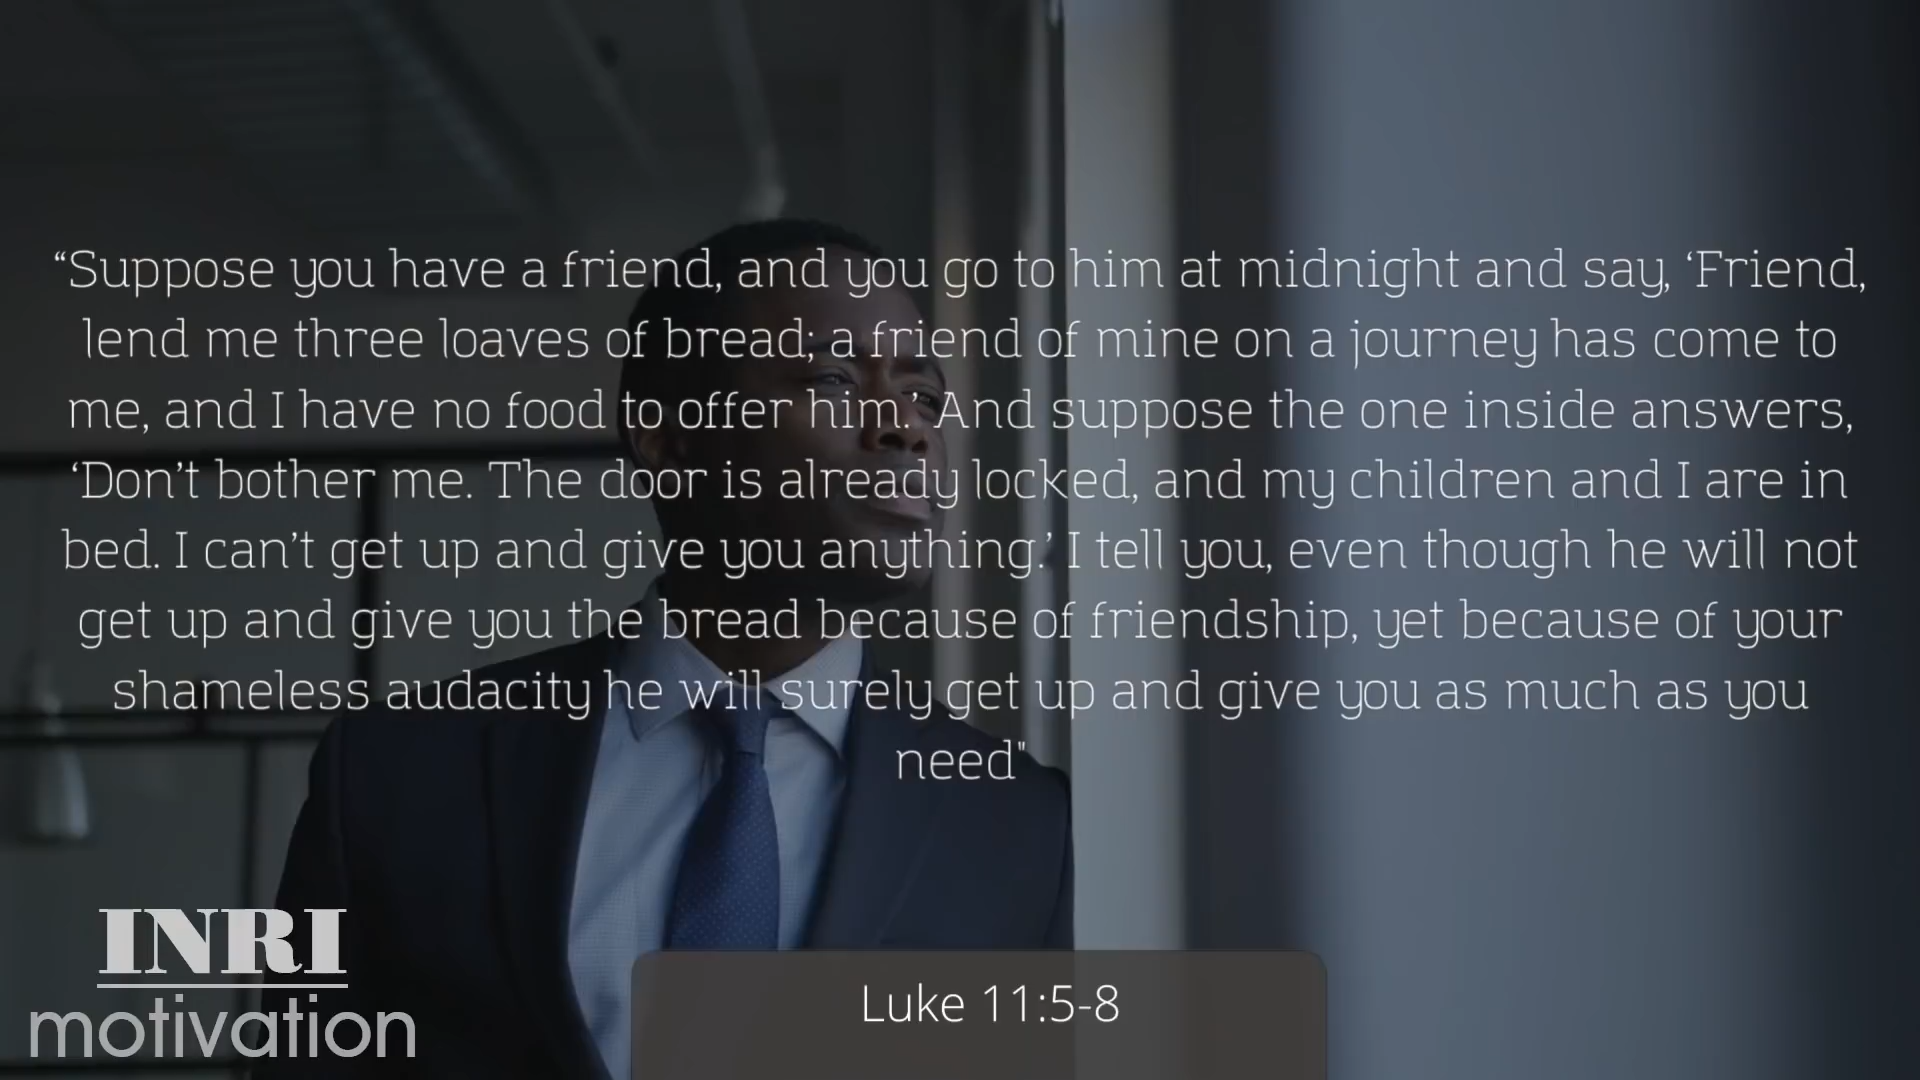 “Suppose you have a friend, and you go to him at midnight and say, ‘Friend,
lend me three loaves of bread; a friend of mine on a journey has come to
me, and I have no food to offer him.’ And suppose the one inside answers,
‘Don’t bother me. The door is already locked, and my children and I are in
bed. I can’t get up and give you anything.’ I tell you, even though he will not
get up and give you the bread because of friendship, yet because of your
shameless audacity he will surely get up and give you as much as you
need"
INRI
motivation
Luke 11:5-8